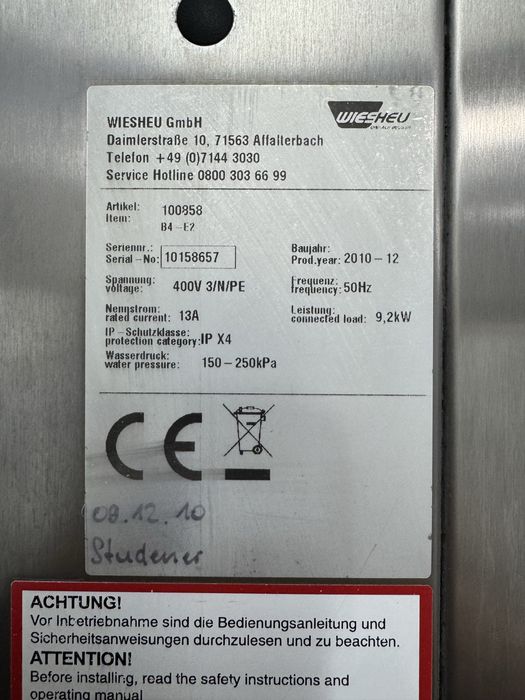 WIESHEU
WIESHEU GmbH
Daimlerstraße 10, 71563 Affalterbach
Telefon +49 (0)7144 3030
Service Hotline 0800 303 66 99
Artikel: 100858
Item: B4-E2
Seriennr.:
Serial-No: 10158657
Baujahr:
Prod.year: 2010-12
Spannung:
voltage: 400V 3/N/PE
Frequenz:
frequency: 50Hz
Nennstrom:
rated current: 13A
Leistung:
connected load: 9,2kW
IP-Schutzklasse:
protection category: IP X4
Wasserdruck:
water pressure: 150-250kPa
CE
08.12.10
Studener
ACHTUNG!
Vor Inbetriebnahme sind die Bedienungsanleitung und
Sicherheitsanweisungen durchzulesen und zu beachten.
ATTENTION!
Before installing, read the safety instructions and
operating manual